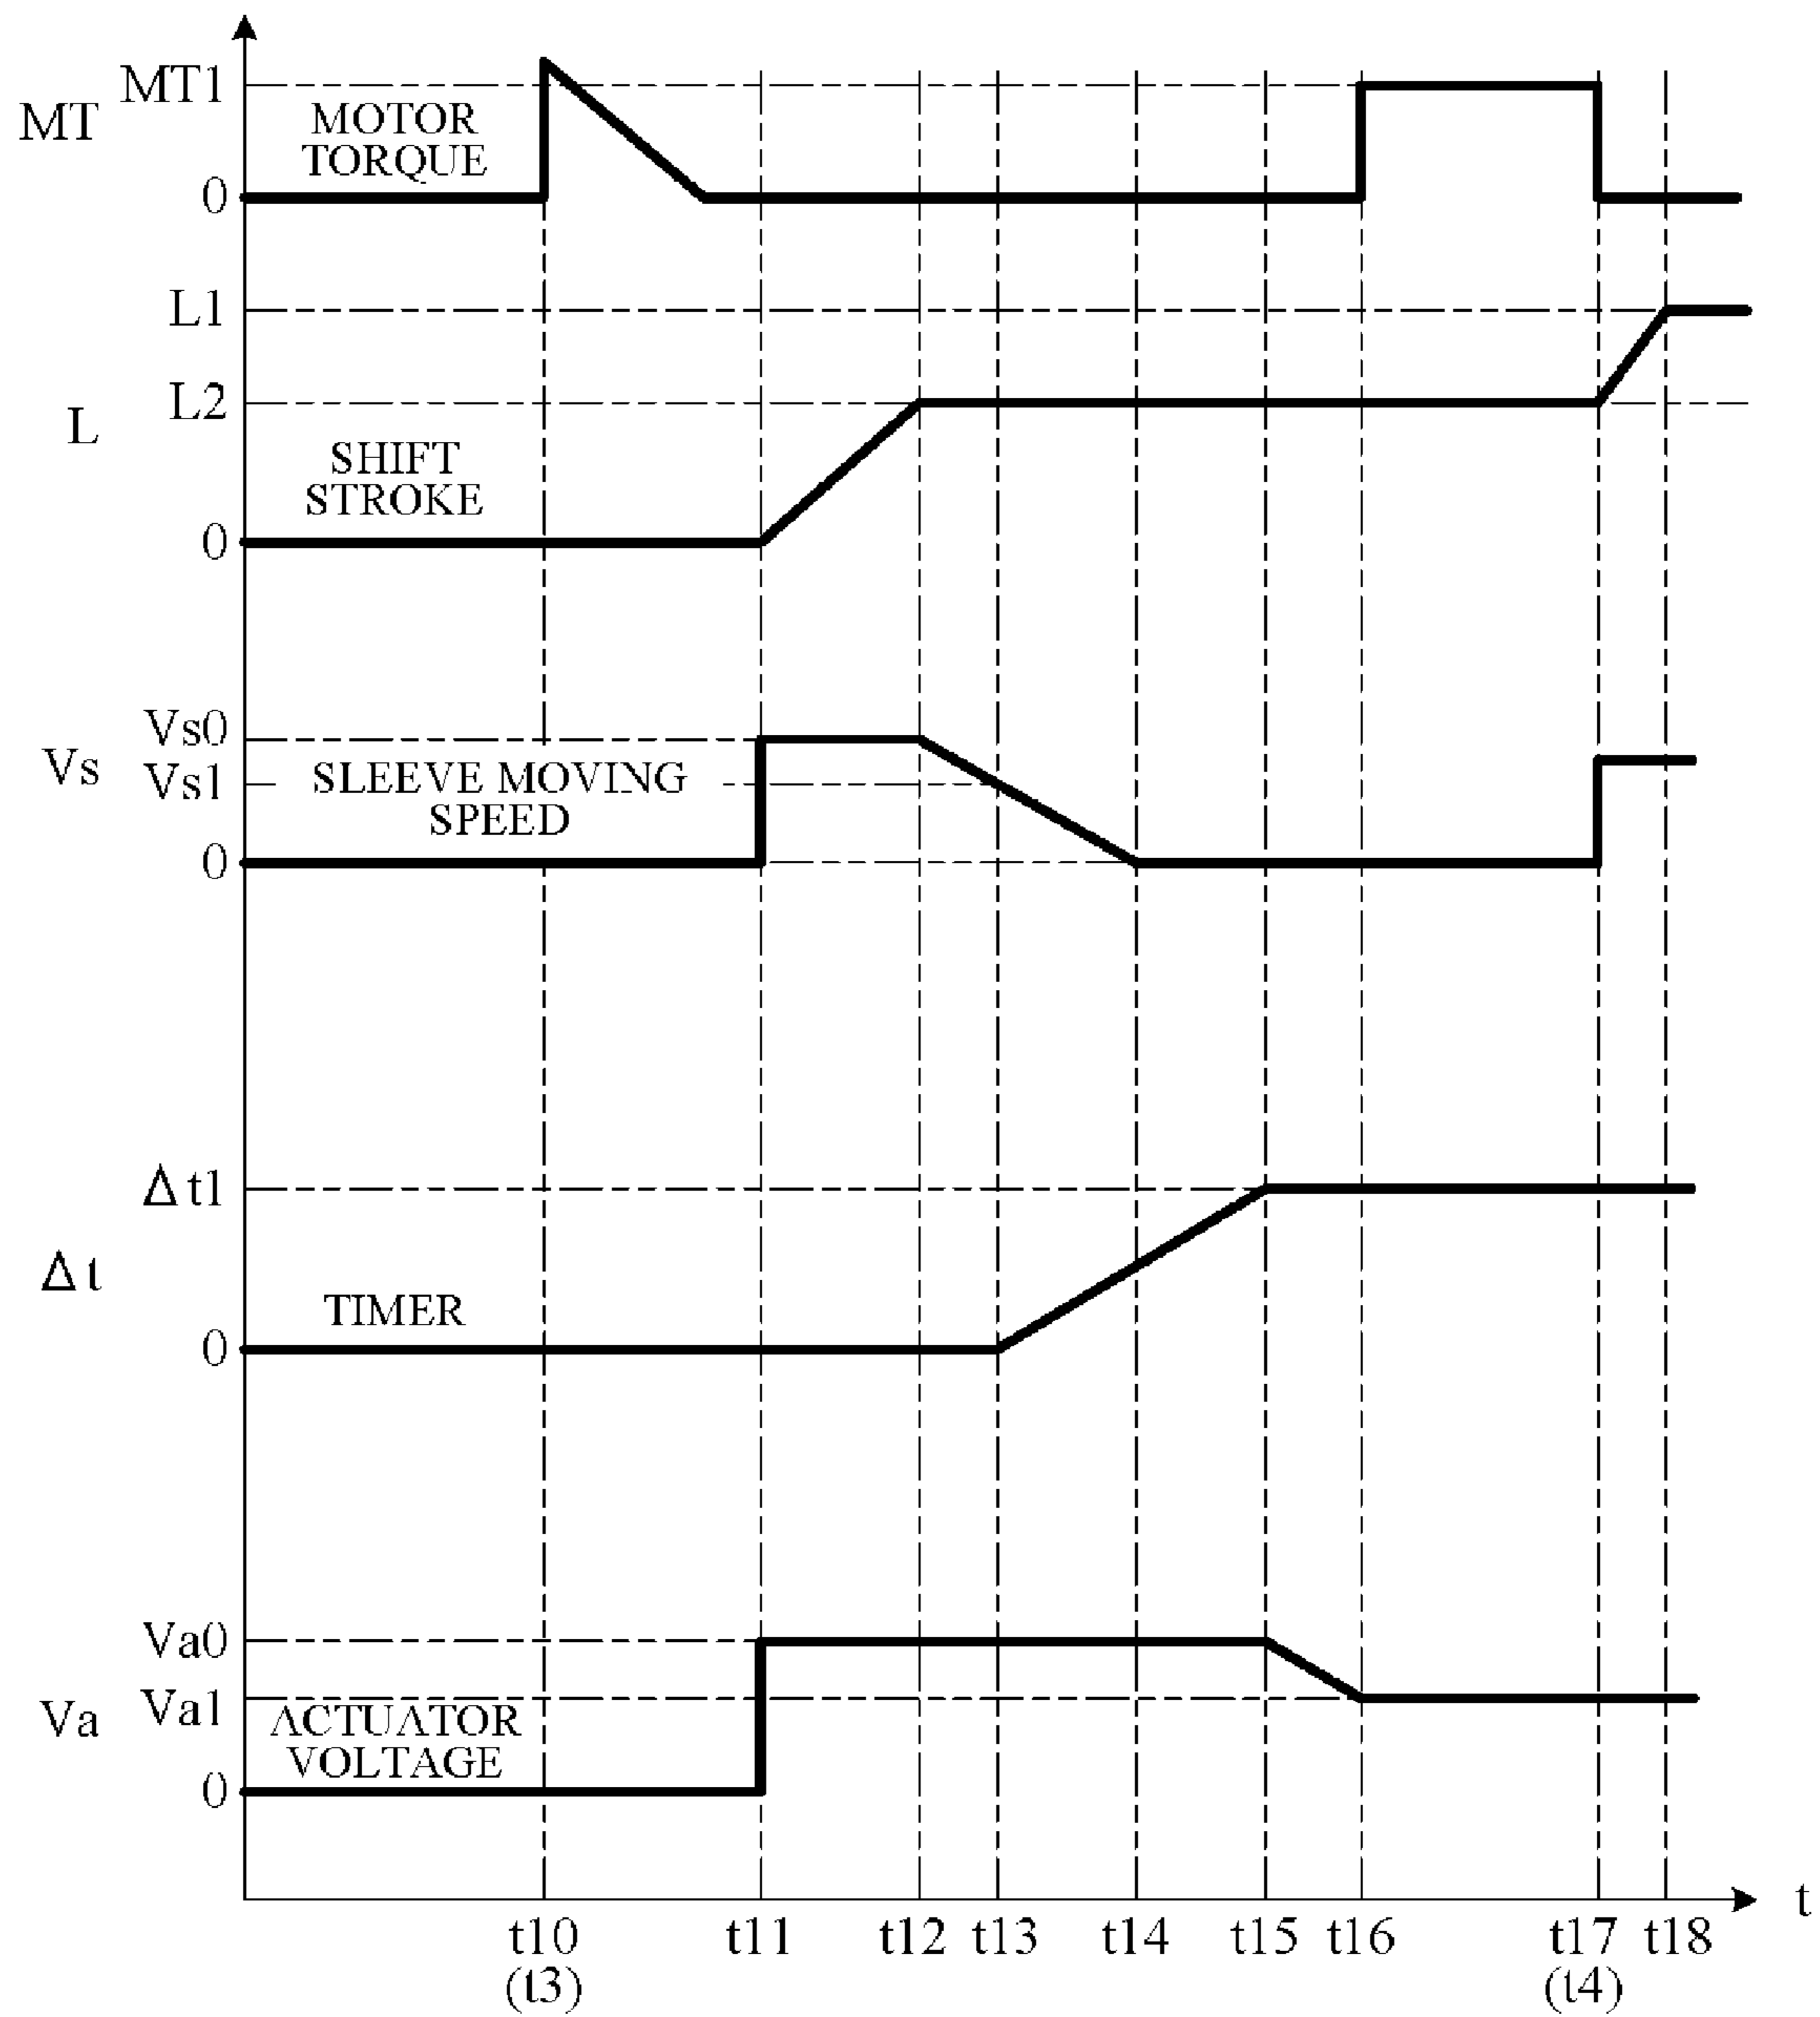 MT1
MT
MOTOR
TORQUE
0
L1
L2
L
SHIFT
STROKE
0
Vs0
Vs
Vs1
SLEEVE MOVING
SPEED
0
Δt1
Δt
TIMER
0
Va0
Va1
Va
ACTUATOR
VOLTAGE
0
t
t10 t11 t12 t13 t14 t15 t16 t17 t18
(t3) (t4)